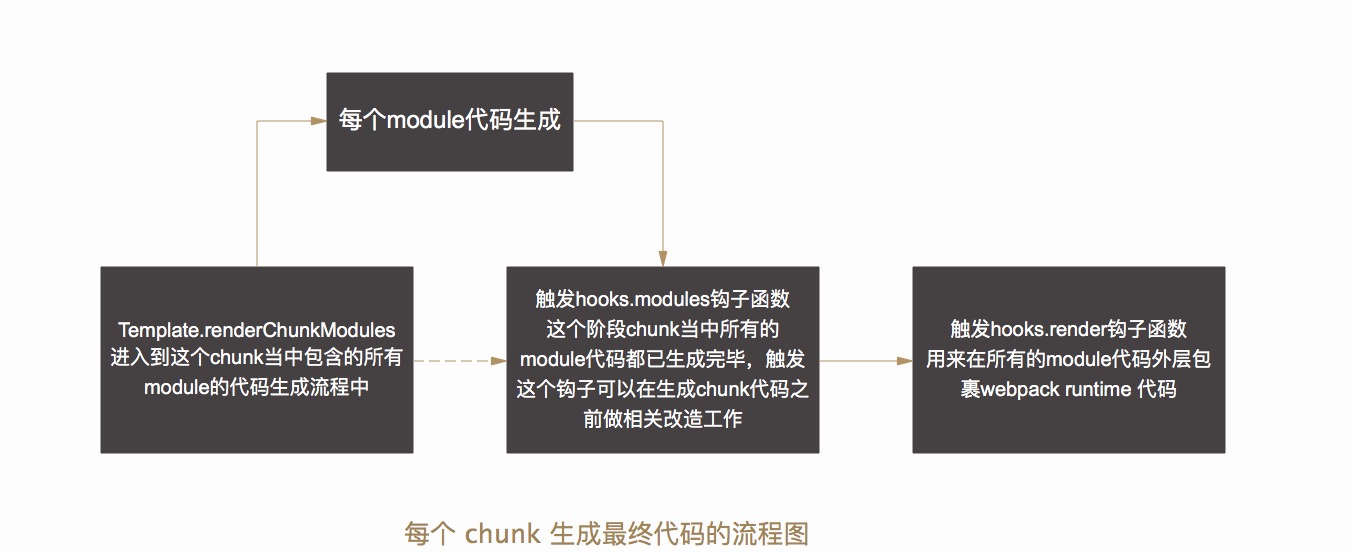 每个module代码生成
Template.renderChunkModules
进入到这个chunk当中包含的所有
module的代码生成流程中
触发hooks.modules钩子函数
这个阶段chunk当中所有的
module代码都已生成完毕，触发
这个钩子可以在生成chunk代码之
前做相关改造工作
触发hooks.render钩子函数
用来在所有的module代码外层包
裹webpack runtime 代码
每个 chunk 生成最终代码的流程图